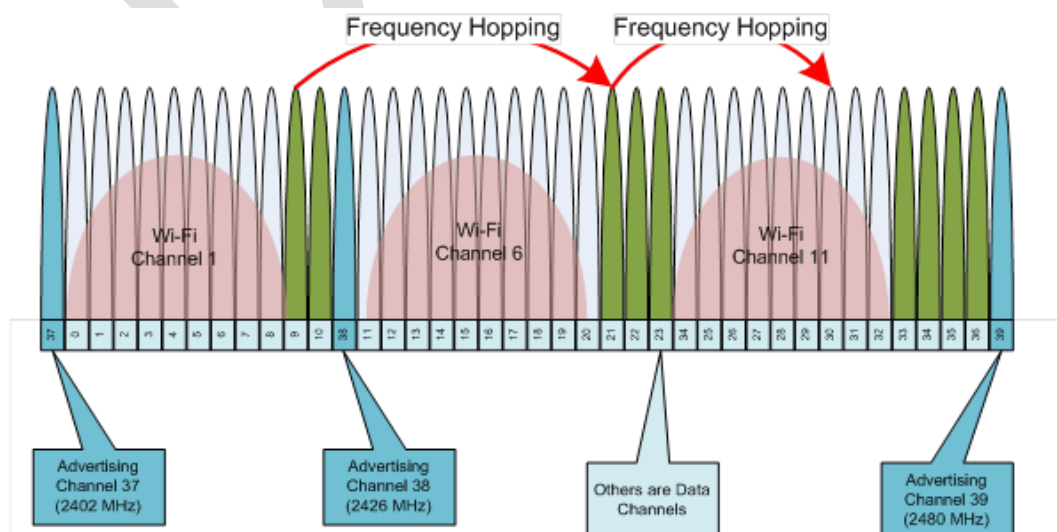 Frequency Hopping
Frequency Hopping
Wi-Fi
Channel 1
Wi-Fi
Channel 6
Wi-Fi
Channel 11
37 0 1 2 3 4 5 6 7 8 9 10 38 11 12 13 14 15 16 17 18 19 20 21 22 23 34 25 26 27 28 29 30 31 32 33 34 35 36 39
Advertising
Channel 37
(2402 MHz)
Advertising
Channel 38
(2426 MHz)
Others are Data
Channels
Advertising
Channel 39
(2480 MHz)